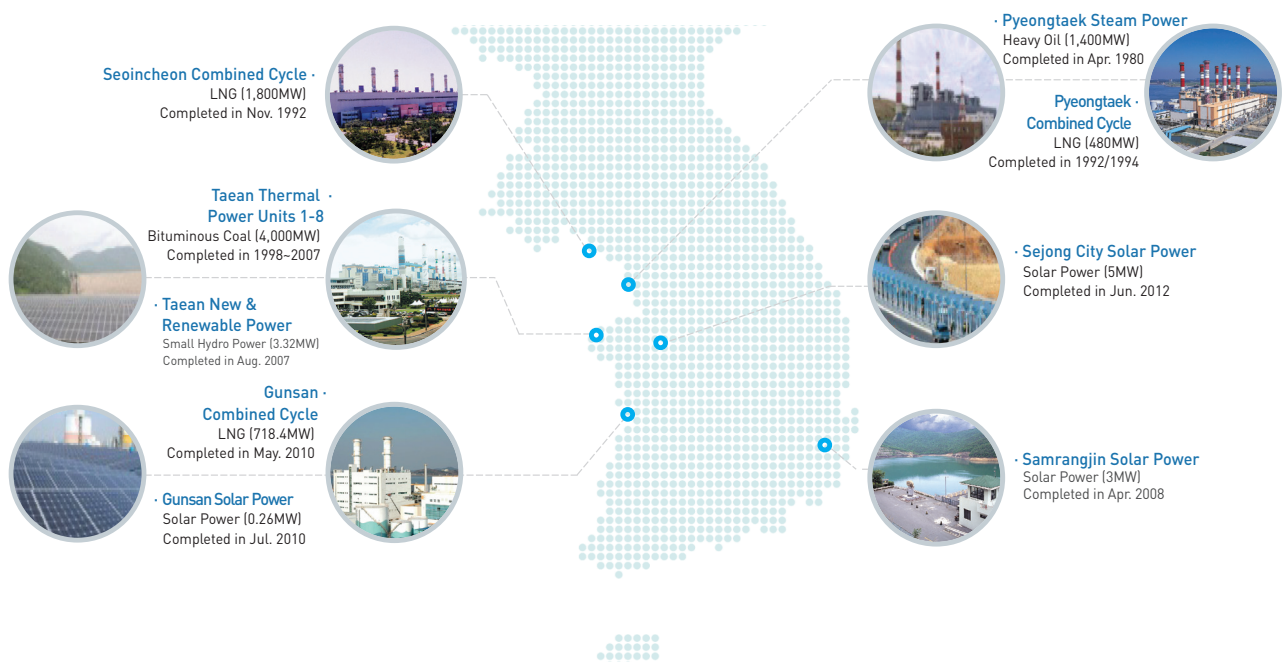 Seoincheon Combined Cycle ·
LNG (1,800MW)
Completed in Nov. 1992
Taean Thermal ·
Power Units 1-8
Bituminous Coal (4,000MW)
Completed in 1998~2007
· Taean New &
Renewable Power
Small Hydro Power (3.32MW)
Completed in Aug. 2007
Gunsan ·
Combined Cycle
LNG (718.4MW)
Completed in May. 2010
· Gunsan Solar Power
Solar Power (0.26MW)
Completed in Jul. 2010
· Pyeongtaek Steam Power
Heavy Oil (1,400MW)
Completed in Apr. 1980
Pyeongtaek ·
Combined Cycle
LNG (480MW)
Completed in 1992/1994
· Sejong City Solar Power
Solar Power (5MW)
Completed in Jun. 2012
· Samrangjin Solar Power
Solar Power (3MW)
Completed in Apr. 2008